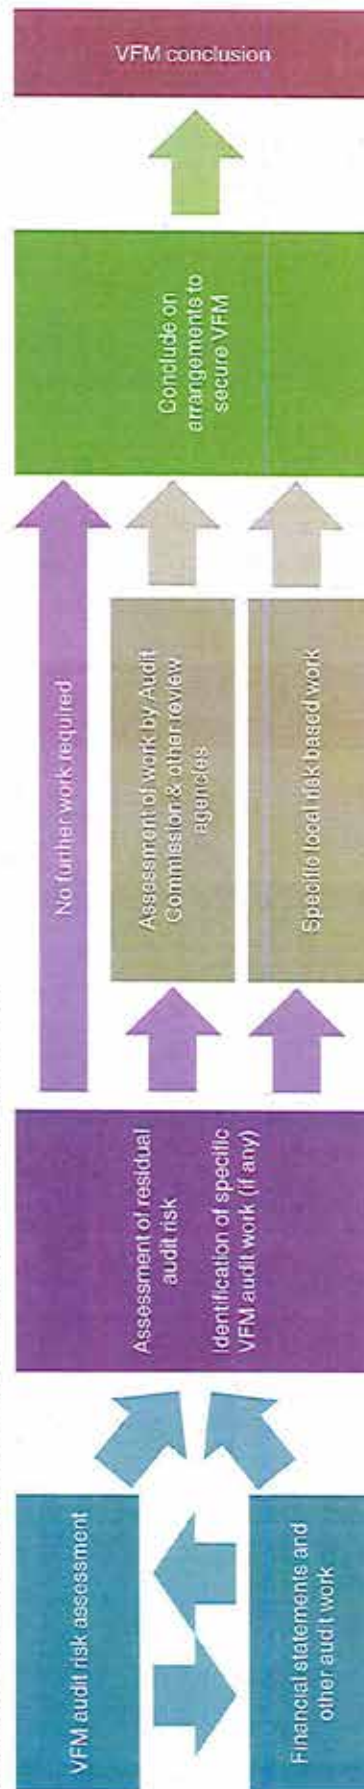 VFM audit risk assessment
Financial statements and
other audit work
Assessment of residual
audit risk
Identification of specific
VFM audit work (if any)
No further work required
Assessment of work by Audit
Commission & other review
agencies
Specific local risk based work
Conclude on
arrangements to
secure VFM
VFM conclusion